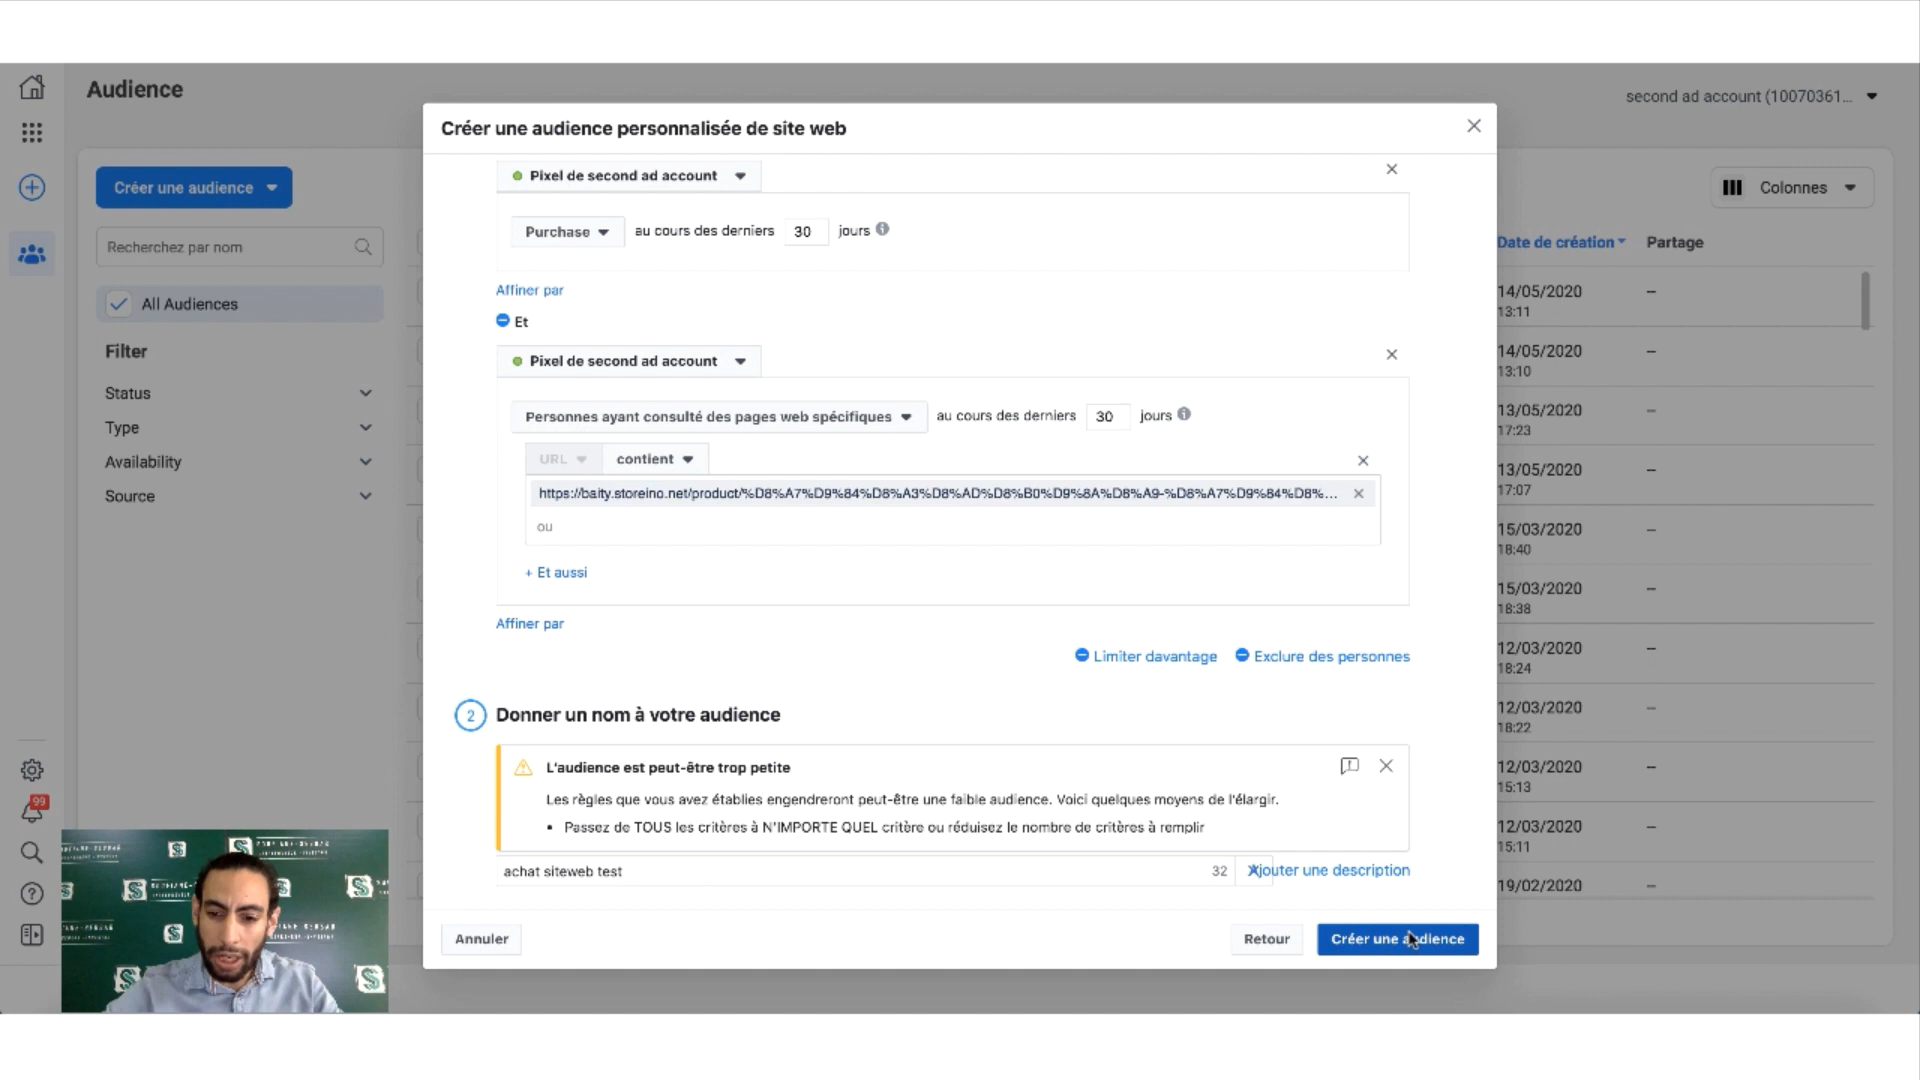 Audience
second ad account (10070361...
Créer une audience
Recherchez par nom
All Audiences
Filter
Status
Type
Availability
Source
99
Créer une audience personnalisée de site web
Pixel de second ad account
Purchase
au cours des derniers
30
jours
Affiner par
Et
Pixel de second ad account
Personnes ayant consulté des pages web spécifiques
au cours des derniers
30
jours
URL
contient
https://baity.storeino.net/product/%D8%A7%D9%84%D8%A3%D8%AD%D8%B0%D9%8A%D8%A9-%D8%A7%D9%84%D8%...
ou
+ Et aussi
Affiner par
Limiter davantage
Exclure des personnes
2
Donner un nom à votre audience
L'audience est peut-être trop petite
Les règles que vous avez établies engendreront peut-être une faible audience. Voici quelques moyens de l'élargir.
Passez de TOUS les critères à N'IMPORTE QUEL critère ou réduisez le nombre de critères à remplir
achat siteweb test
32
Ajouter une description
Annuler
Retour
Créer une audience
Colonnes
Date de création
Partage
14/05/2020 –
13:11
14/05/2020 –
13:10
13/05/2020 –
17:23
13/05/2020 –
17:07
15/03/2020 –
18:40
15/03/2020 –
18:38
12/03/2020 –
18:24
12/03/2020 –
18:22
12/03/2020 –
15:13
12/03/2020 –
15:11
19/02/2020 –